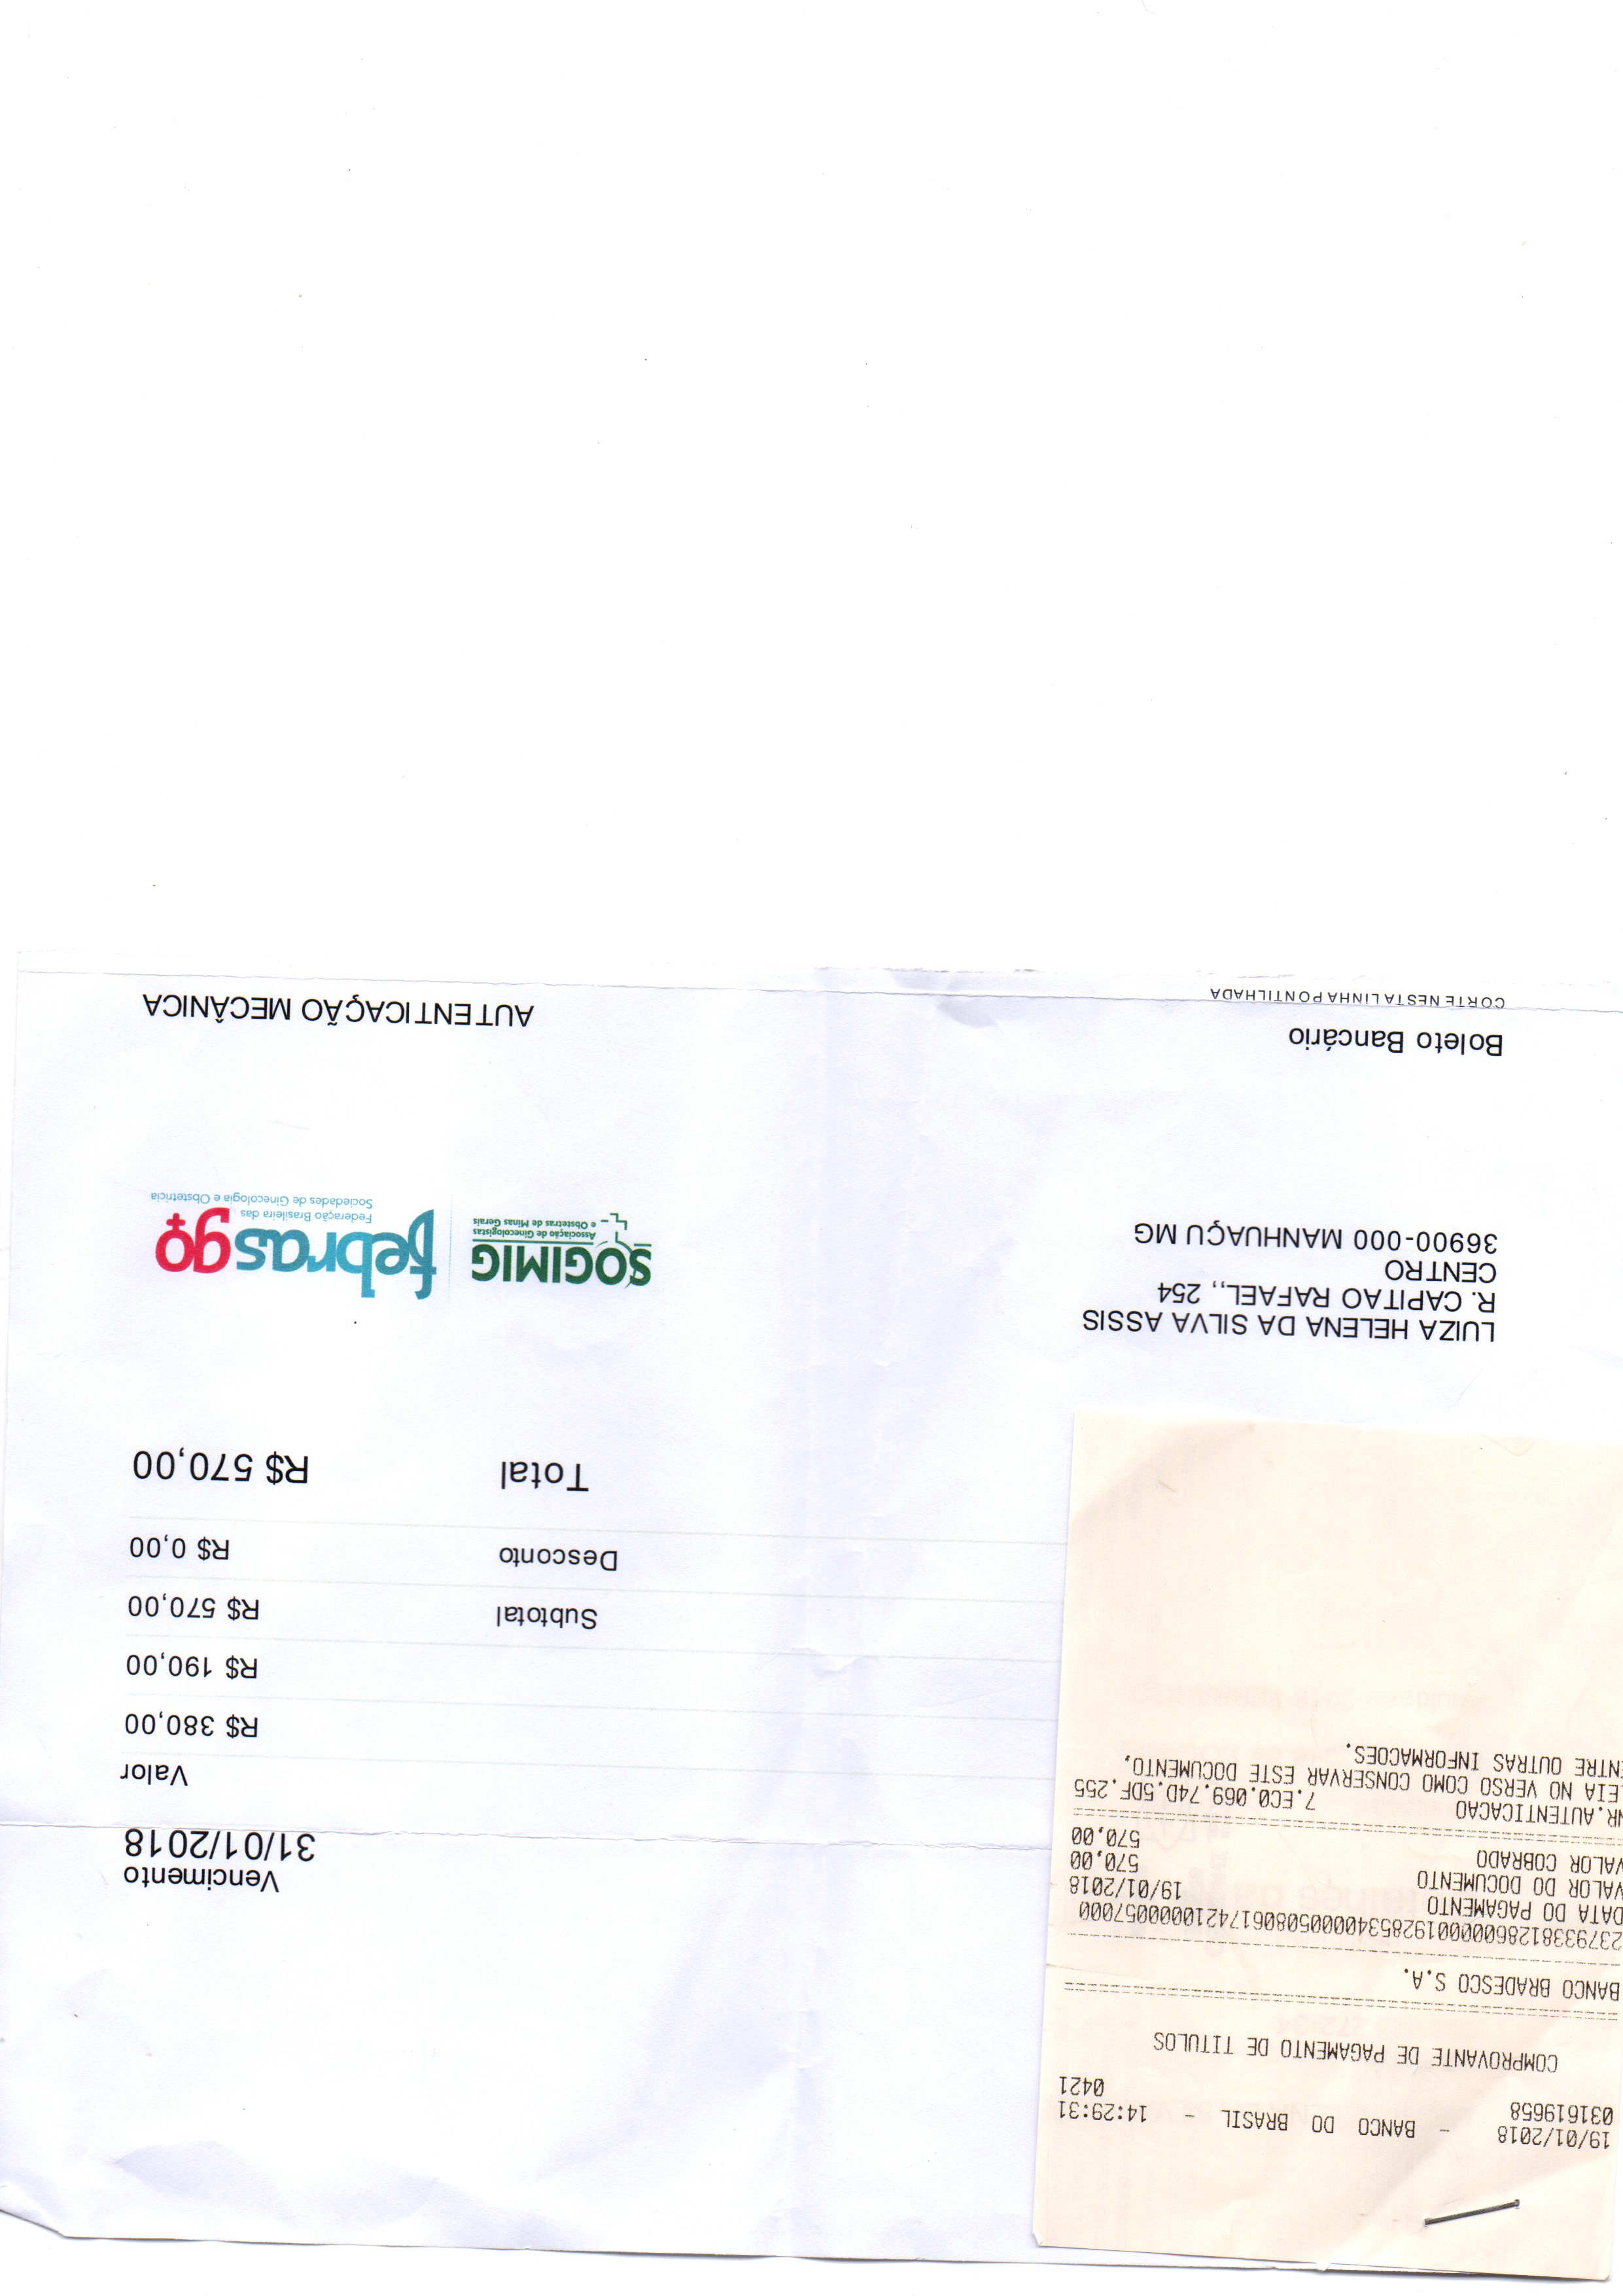 19/01/2018 - BANCO DO BRASIL - 14:29:31
031619658 0421
COMPROVANTE DE PAGAMENTO DE TITULOS
BANCO BRADESCO S.A.
DATA DO PAGAMENTO 19/01/2018
VALOR DO DOCUMENTO 570,00
VALOR COBRADO 570,00
NR.AUTENTICACAO 7.EC0.069.74D.5DF.255
EIA NO VERSO COMO CONSERVAR ESTE DOCUMENTO,
ENTRE OUTRAS INFORMACOES.
Vencimento
31/01/2018
Valor
R$ 380,00
R$ 190,00
Subtotal R$ 570,00
Desconto R$ 0,00
Total R$ 570,00
LUIZA HELENA DA SILVA ASSIS
R. CAPITAO RAFAEL,, 254
CENTRO
36900-000 MANHUAÇU MG
SOGIMIG
Associação de Ginecologistas
e Obstetras de Minas Gerais
febrasgo
Federação Brasileira das
Sociedades de Ginecologia e Obstetrícia
Boleto Bancário
AUTENTICAÇÃO MECÂNICA
CORTE NESTA LINHA PONTILHADA